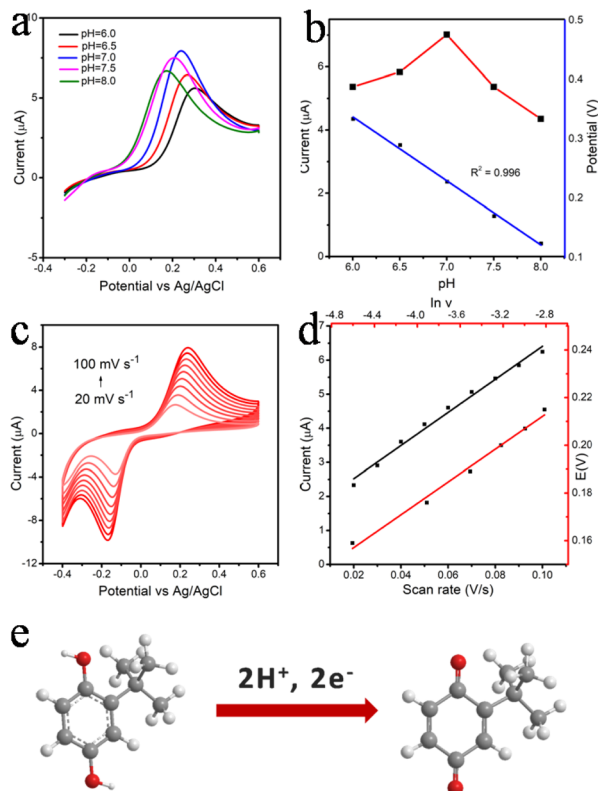 a
pH=6.0
pH=6.5
pH=7.0
pH=7.5
pH=8.0
10
5
0
-5
Current (μA)
-0.4 -0.2 0.0 0.2 0.4 0.6
Potential vs Ag/AgCl
b
8
6
4
2
0
Current (μA)
0.5
0.4
0.3
0.2
0.1
Potential (V)
R² = 0.996
6.0 6.5 7.0 7.5 8.0
pH
c
100 mV s⁻¹
20 mV s⁻¹
8
4
0
-4
-8
-12
Current (μA)
-0.4 -0.2 0.0 0.2 0.4 0.6
Potential vs Ag/AgCl
d
ln v
-4.8 -4.4 -4.0 -3.6 -3.2 -2.8
7
6
5
4
3
2
1
0
Current (μA)
0.24
0.22
0.20
0.18
0.16
E(V)
0.02 0.04 0.06 0.08 0.10
Scan rate (V/s)
e
2H⁺, 2e⁻